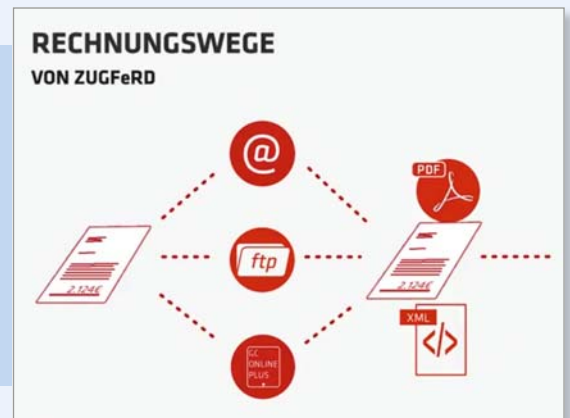 RECHNUNGSWEGE
VON ZUGFeRD
@
PDF
ftp
2.124€
2.124€
XML
</>
GC
ONLINE
PLUS